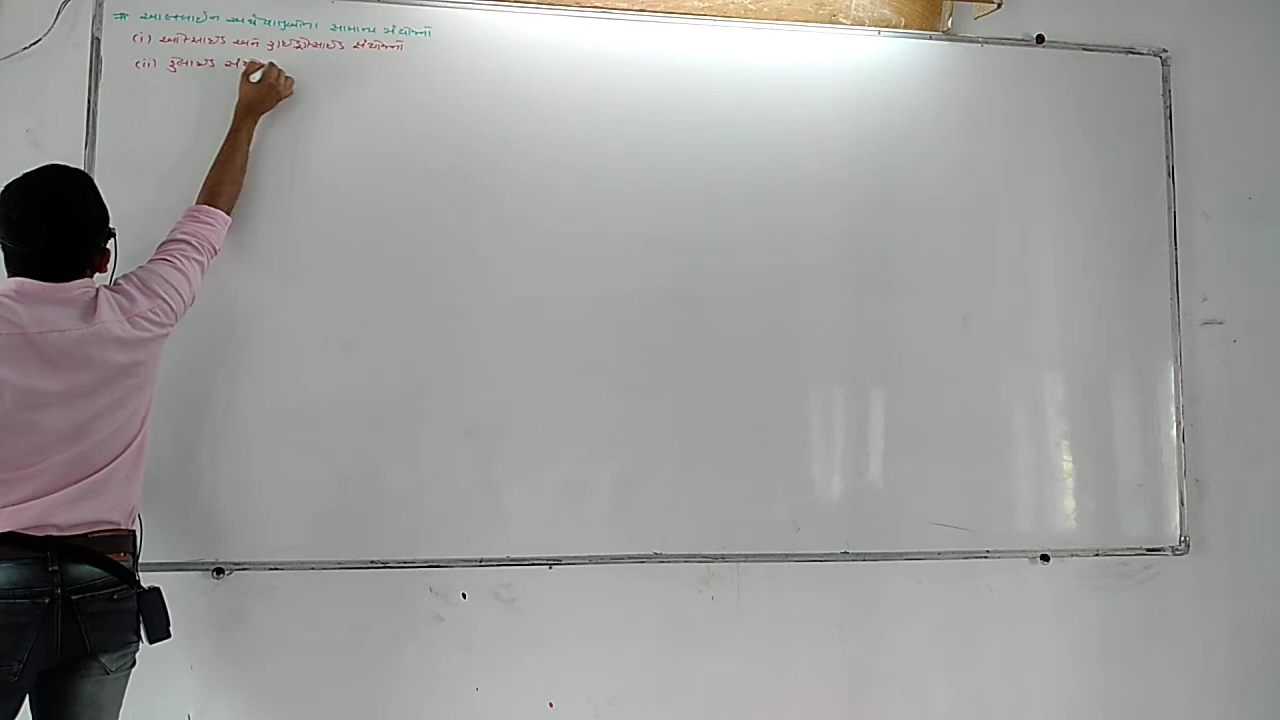 # આલ્કલાઇન અર્થધાતુઓના સામાન્ય સંયોજનો
(i) ઓક્સાઇડ અને હાઇડ્રોક્સાઇડ સંયોજનો
(ii) હેલાઇડ